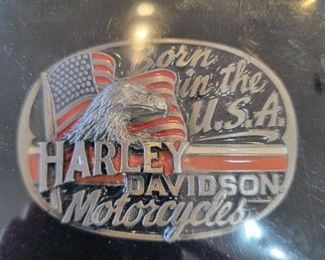 Born
in the
U.S.A.
HARLEY
DAVIDSON
Motorcycles